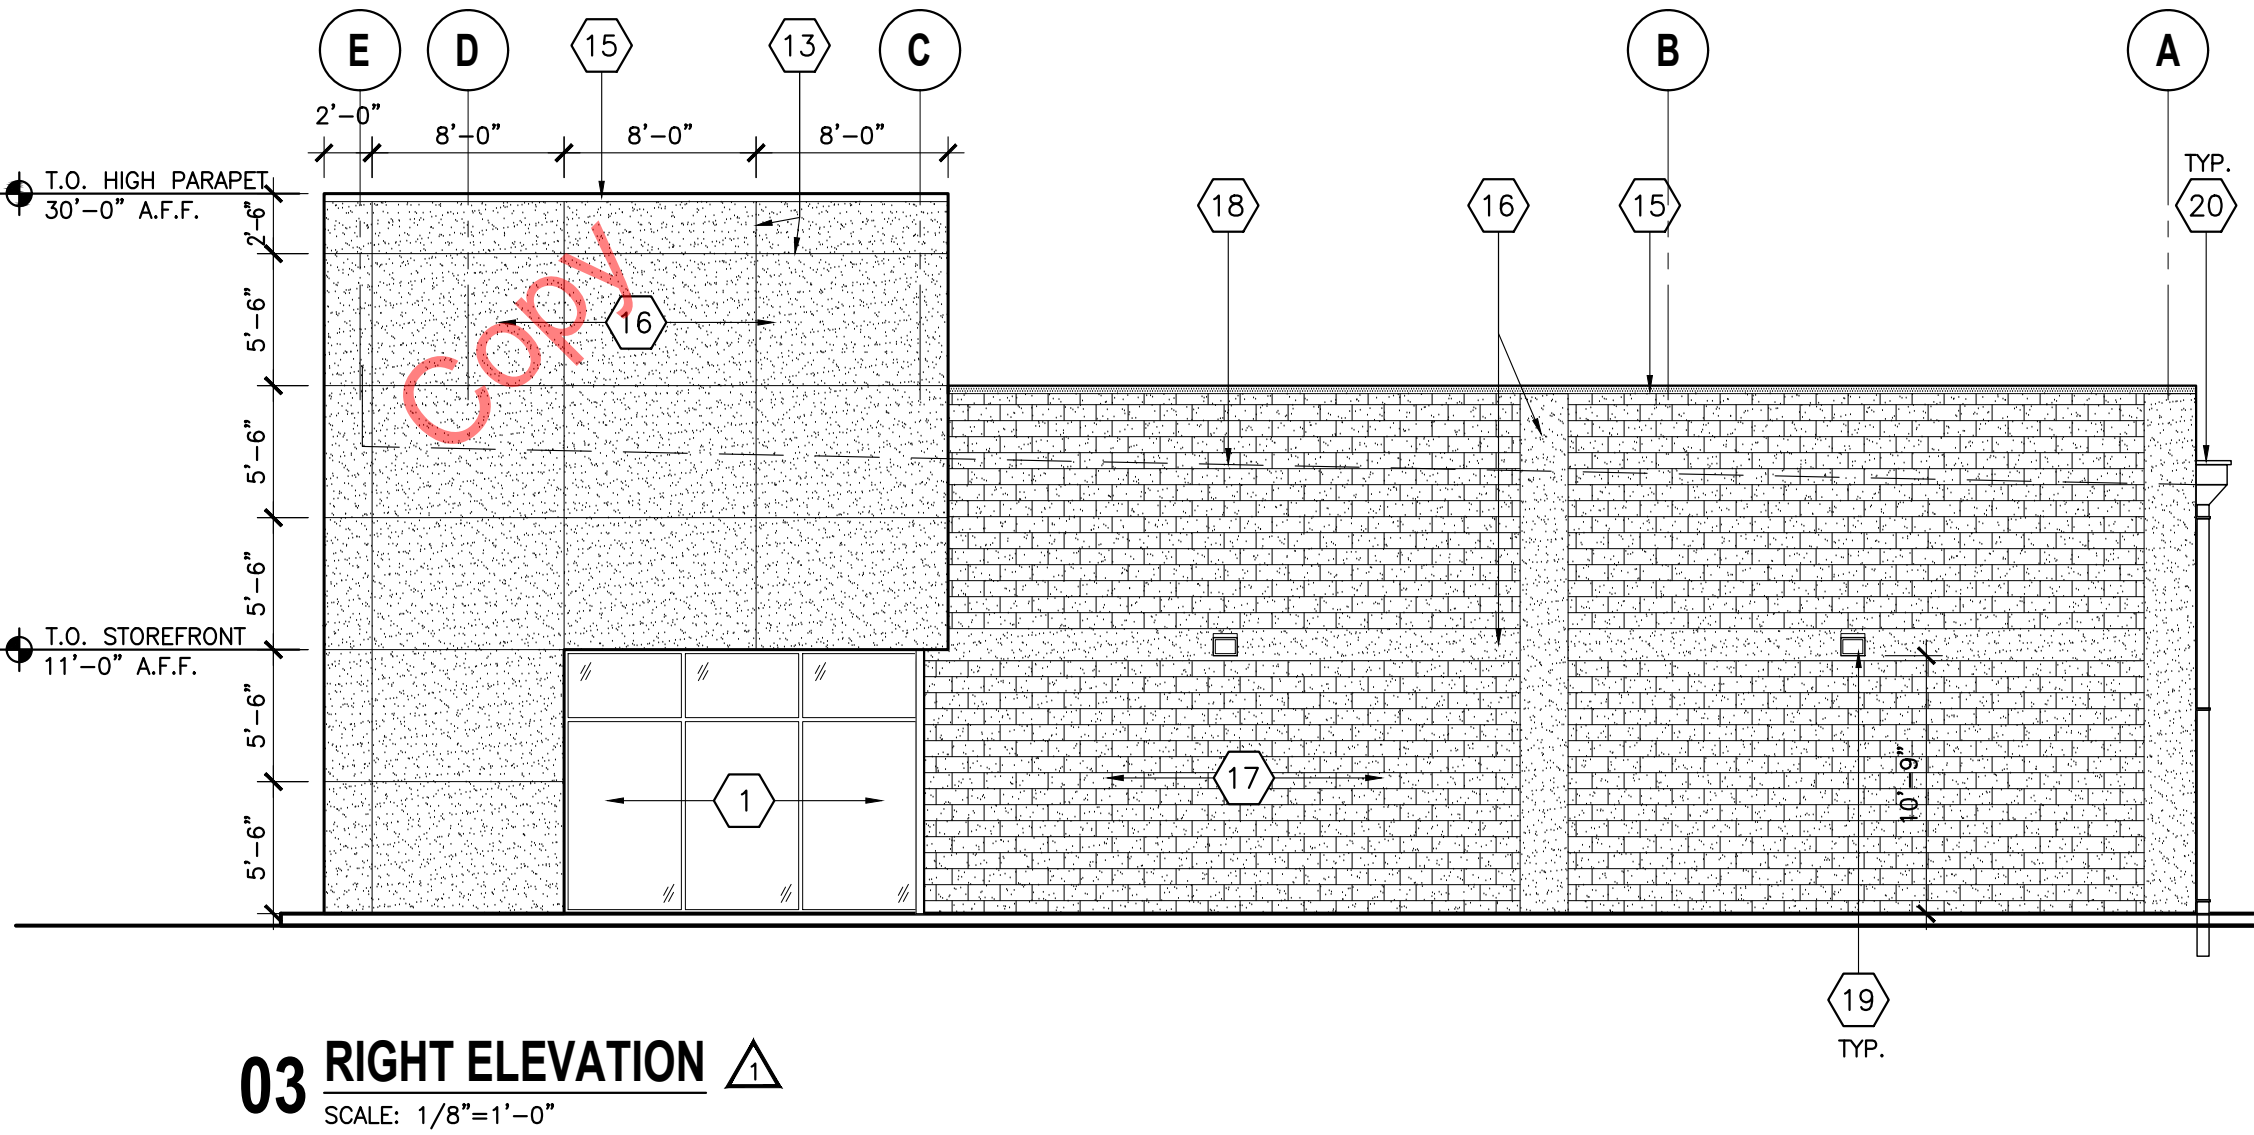 E D 15 13 C B A
2'-0"
8'-0" 8'-0" 8'-0"
TYP.
T.O. HIGH PARAPET
30'-0" A.F.F.
18 16 15 20
2'-6"
5'-6"
16
Copy
5'-6"
5'-6"
T.O. STOREFRONT
11'-0" A.F.F.
5'-6"
17
10'-9"
1
5'-6"
19
TYP.
03 RIGHT ELEVATION 1
SCALE: 1/8"=1'-0"